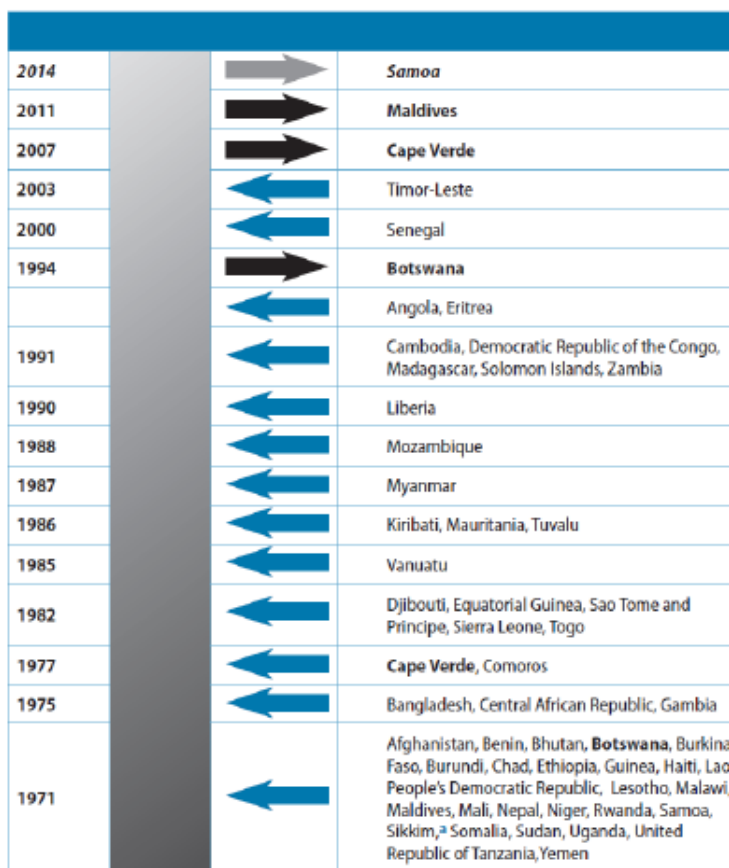 2014 Samoa
2011 Maldives
2007 Cape Verde
2003 Timor-Leste
2000 Senegal
1994 Botswana
Angola, Eritrea
1991 Cambodia, Democratic Republic of the Congo,
Madagascar, Solomon Islands, Zambia
1990 Liberia
1988 Mozambique
1987 Myanmar
1986 Kiribati, Mauritania, Tuvalu
1985 Vanuatu
1982 Djibouti, Equatorial Guinea, Sao Tome and
Principe, Sierra Leone, Togo
1977 Cape Verde, Comoros
1975 Bangladesh, Central African Republic, Gambia
1971 Afghanistan, Benin, Bhutan, Botswana, Burkina
Faso, Burundi, Chad, Ethiopia, Guinea, Haiti, Lao
People's Democratic Republic, Lesotho, Malawi,
Maldives, Mali, Nepal, Niger, Rwanda, Samoa,
Sikkim,a Somalia, Sudan, Uganda, United
Republic of Tanzania,Yemen